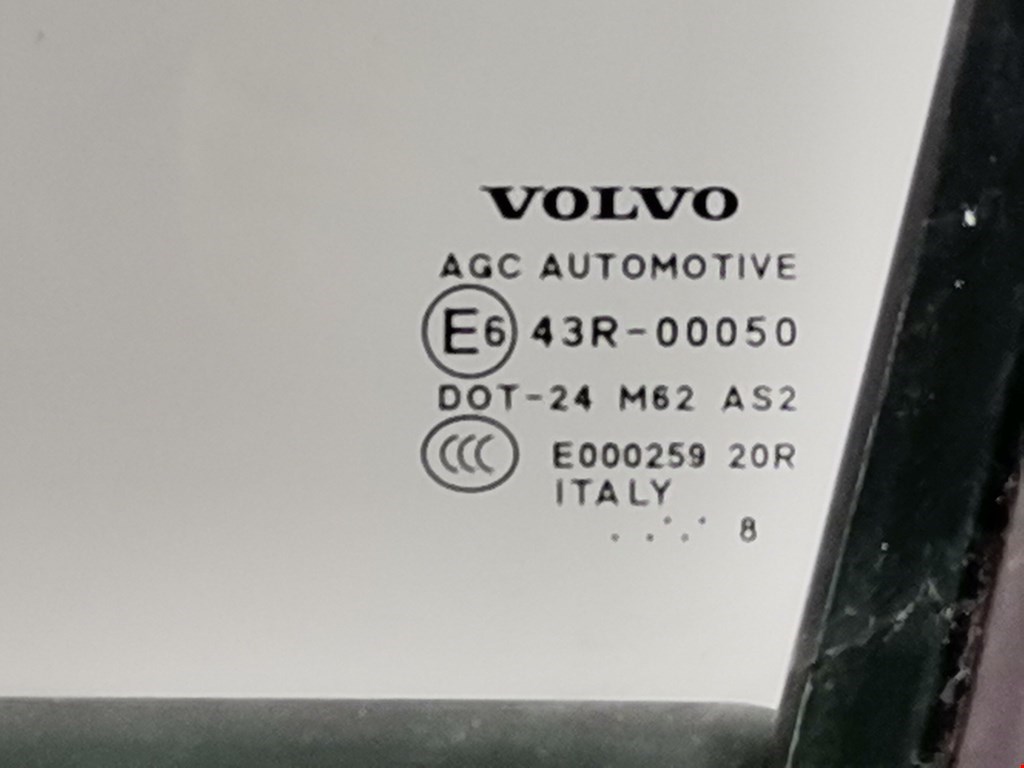 VOLVO
AGC AUTOMOTIVE
E6 43R-00050
DOT-24 M62 AS2
CCC E000259 20R
ITALY
. . . . . . 8